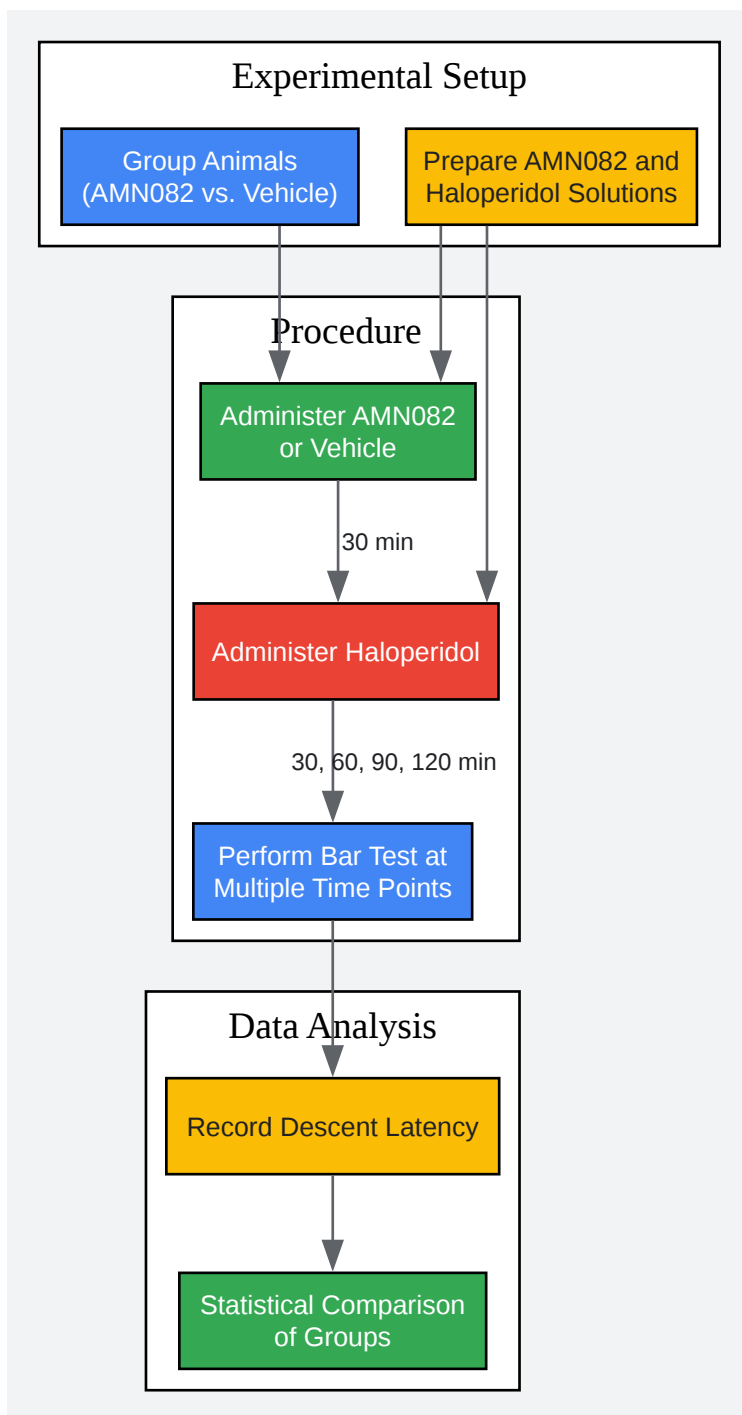 Experimental Setup
Group Animals
(AMN082 vs. Vehicle)
Prepare AMN082 and
Haloperidol Solutions
Procedure
Administer AMN082
or Vehicle
30 min
Administer Haloperidol
30, 60, 90, 120 min
Perform Bar Test at
Multiple Time Points
Data Analysis
Record Descent Latency
Statistical Comparison
of Groups